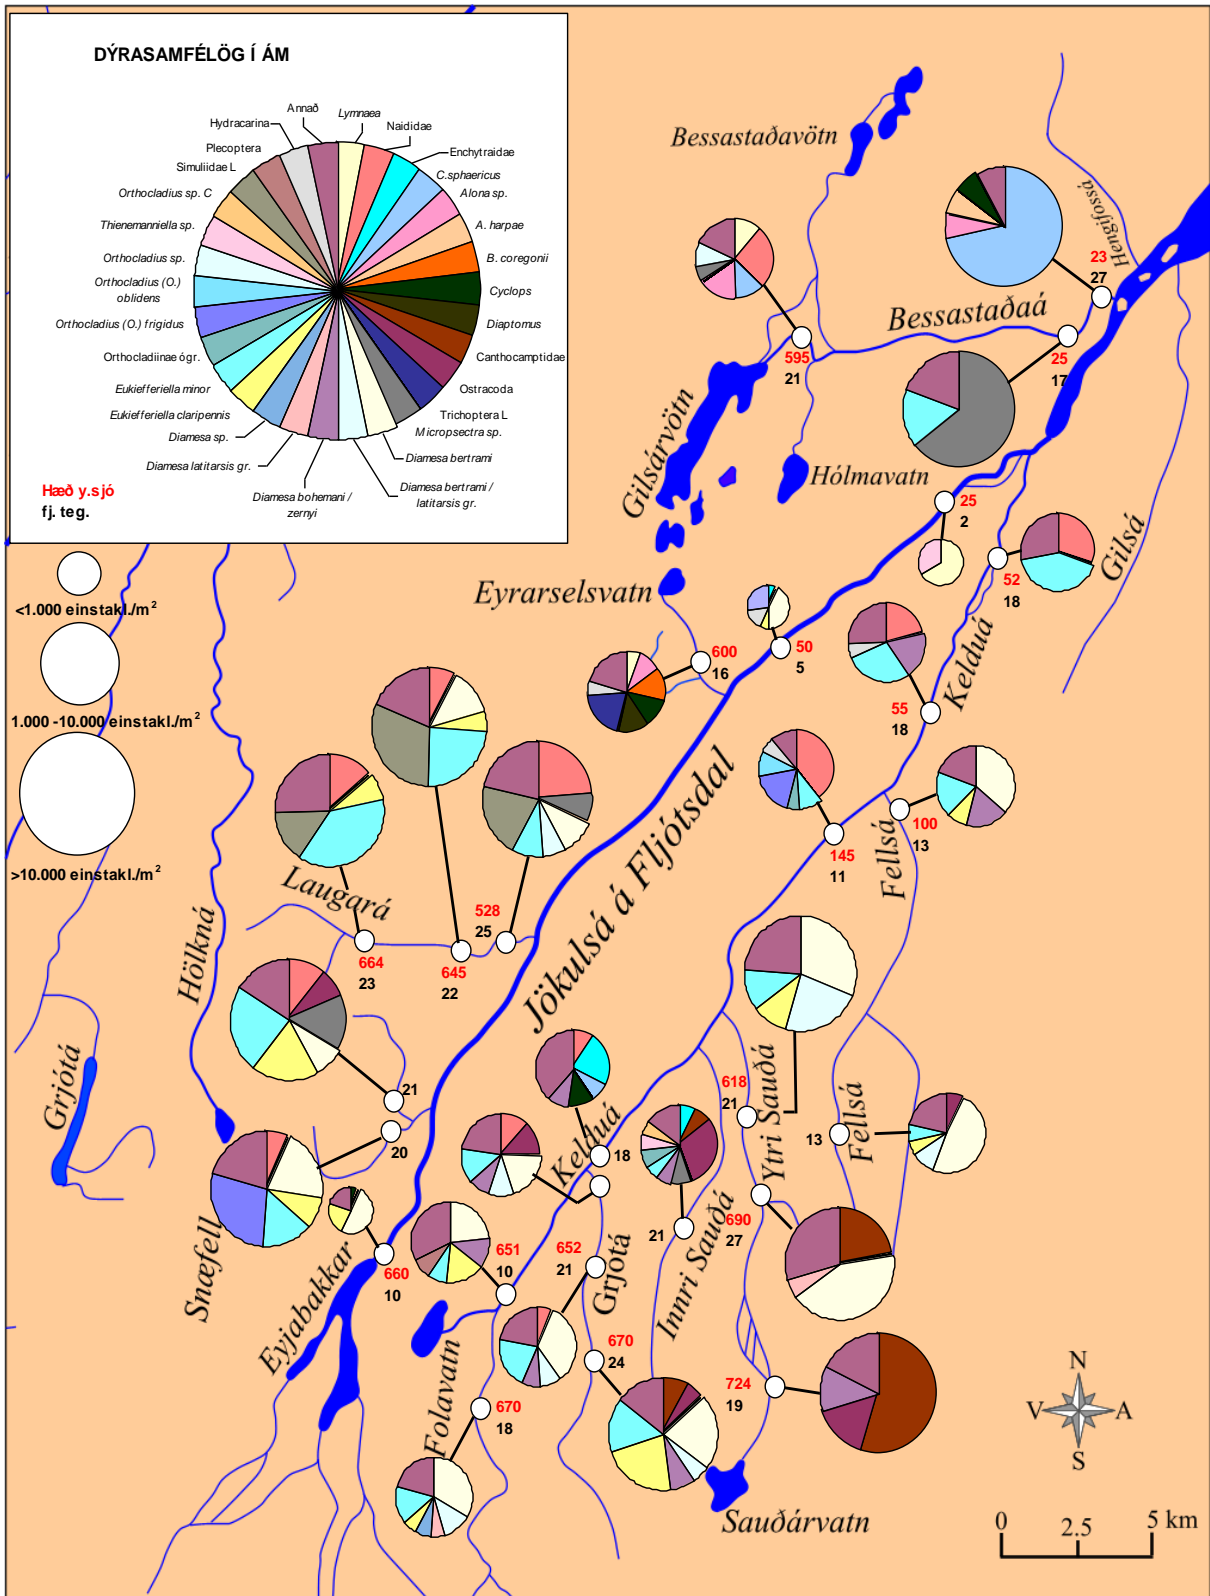 DÝRASAMFÉLÖG Í ÁM
Annað
Lymnaea
Naididae
Enchytraidae
C.sphaericus
Alona sp.
A. harpae
B. coregonii
Cyclops
Diaptomus
Canthocamptidae
Ostracoda
Trichoptera L
Micropsectra sp.
Diamesa bertrami
Diamesa bertrami /
latitarsis gr.
Diamesa bohemani /
zernyi
Diamesa latitarsis gr.
Diamesa sp.
Eukiefferiella claripennis
Eukiefferiella minor
Orthocladiinae ógr.
Orthocladius (O.) frigidus
Orthocladius (O.)
oblidens
Orthocladius sp.
Thienemanniella sp.
Orthocladius sp. C
Simuliidae L
Plecoptera
Hydracarina
Hæð y.sjó
fj. teg.
<1.000 einstakl./m²
1.000 -10.000 einstakl./m²
>10.000 einstakl./m²
Bessastaðavötn
Hengifossá
23
27
Bessastaðaá
595
21
25
17
Gilsárvötn
Hólmavatn
25
2
Gilsá
52
18
Eyrarselsvatn
600
16
50
5
Kelduá
55
18
Jökulsá á Fljótsdal
145
11
Fellsá
100
13
Laugará
664
23
645
22
528
25
Hölkná
Grjótá
21
20
Snæfell
Eyjabakkar
660
10
Kelduá
18
618
21
Ytri Sauðá
13
Fellsá
21
Innri Sauðá
690
27
651
10
652
21
Grjótá
Folavatn
670
24
670
18
724
19
Sauðárvatn
N
V
A
S
0
2.5
5 km